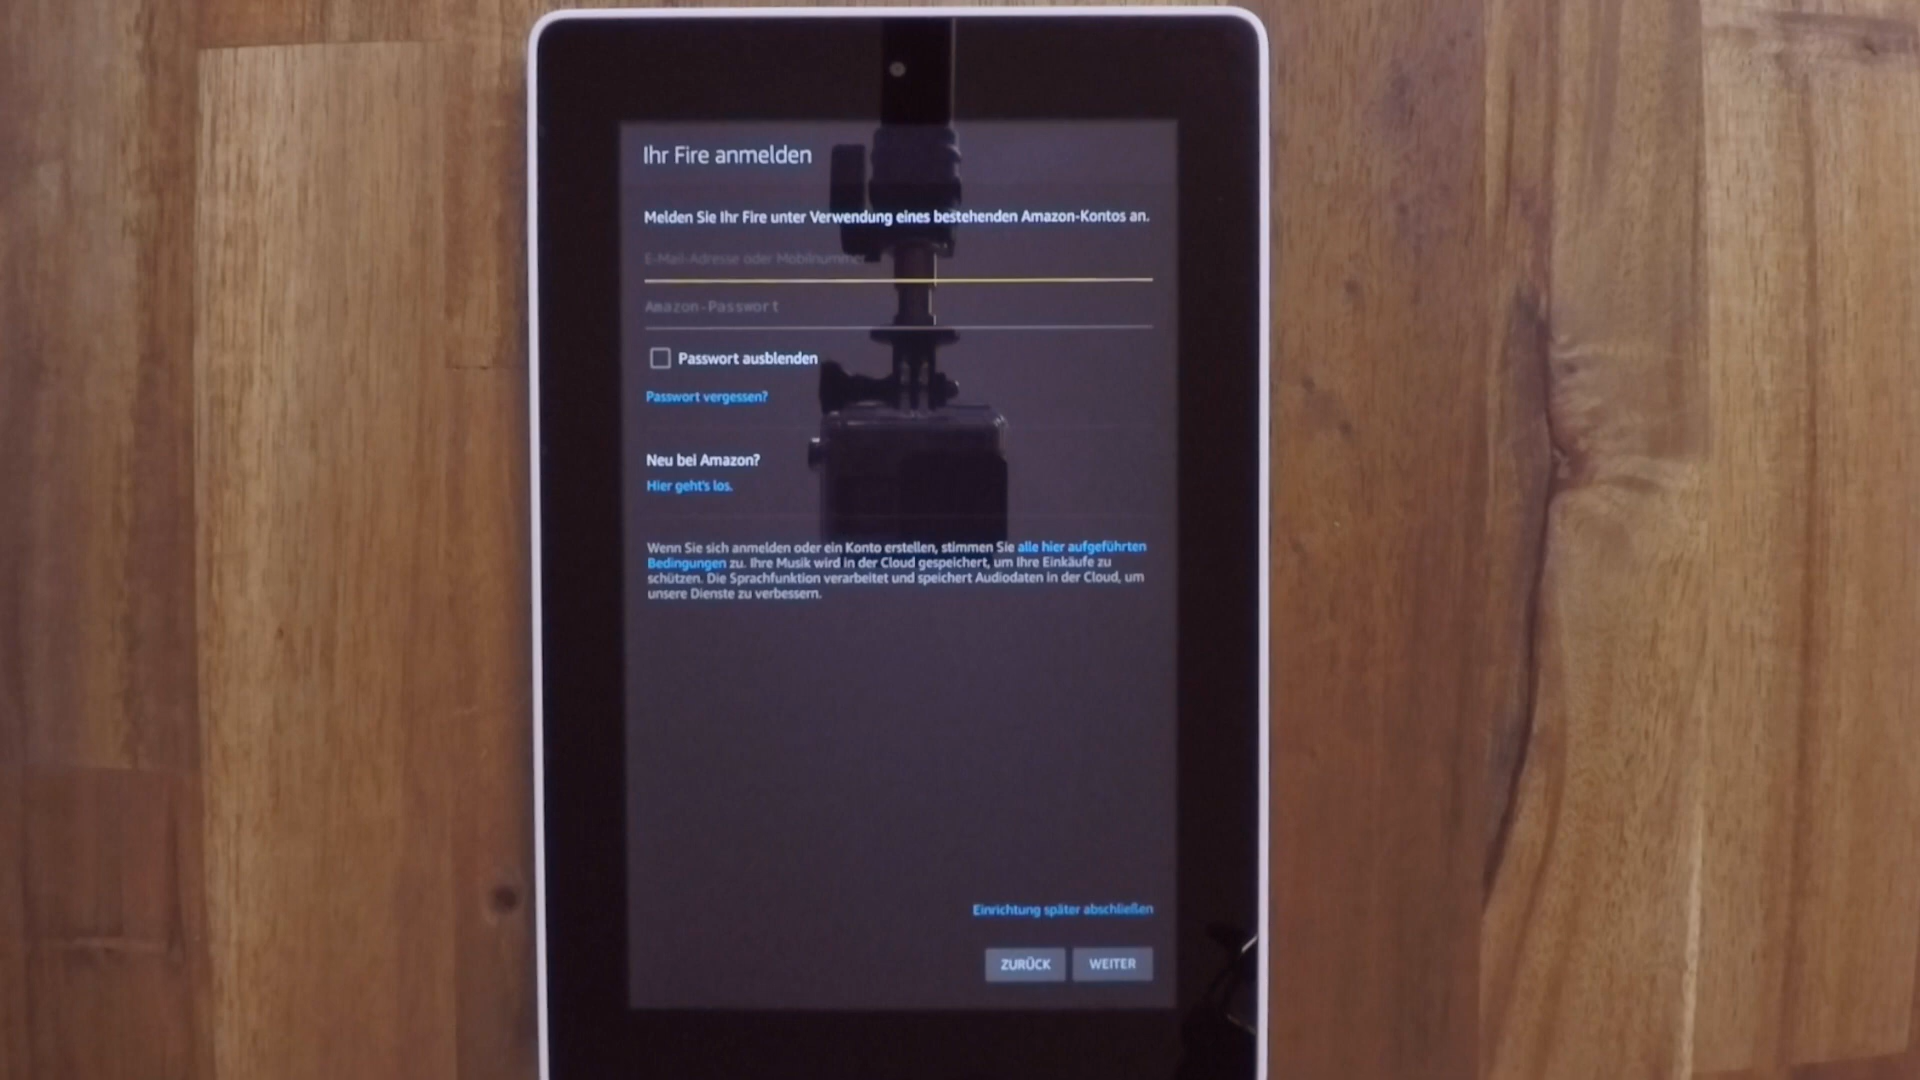 Ihr Fire anmelden
Melden Sie Ihr Fire unter Verwendung eines bestehenden Amazon-Kontos an.
E-Mail-Adresse oder Mobilnummer
Amazon-Passwort
Passwort ausblenden
Passwort vergessen?
Neu bei Amazon?
Hier geht's los.
Wenn Sie sich anmelden oder ein Konto erstellen, stimmen Sie alle hier aufgeführten
Bedingungen zu. Ihre Musik wird in der Cloud gespeichert, um Ihre Einkäufe zu
schützen. Die Sprachfunktion verarbeitet und speichert Audiodaten in der Cloud, um
unsere Dienste zu verbessern.
Einrichtung später abschließen
ZURÜCK WEITER